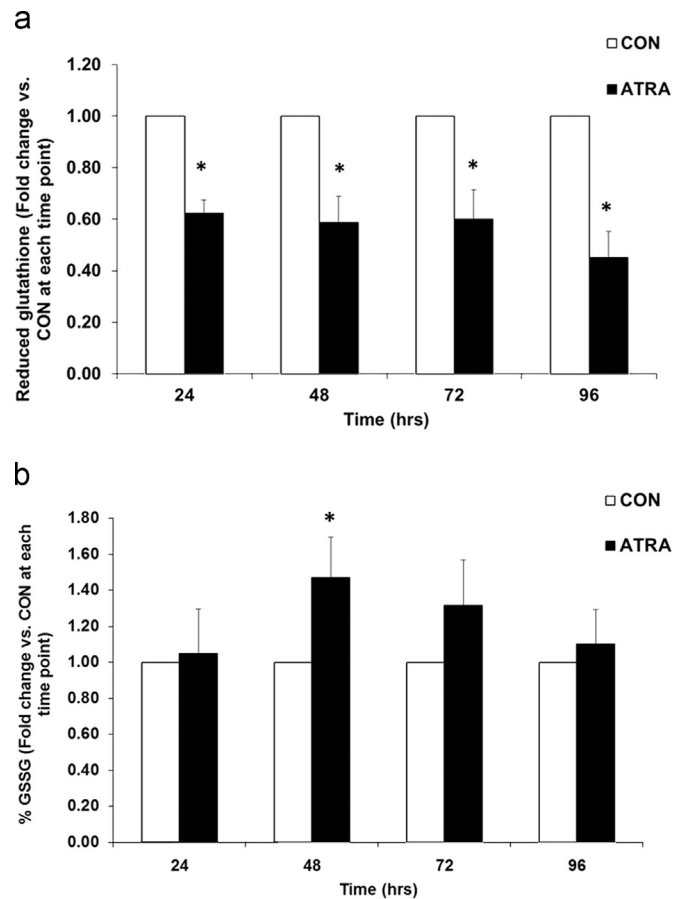 a
CON
ATRA
Reduced glutathione (Fold change vs.
CON at each time point)
1.20
1.00
0.80
0.60
0.40
0.20
0.00
*
*
*
*
24 48 72 96
Time (hrs)
b
CON
ATRA
% GSSG (Fold change vs. CON at each
time point)
1.80
1.60
1.40
1.20
1.00
0.80
0.60
0.40
0.20
0.00
*
24 48 72 96
Time (hrs)